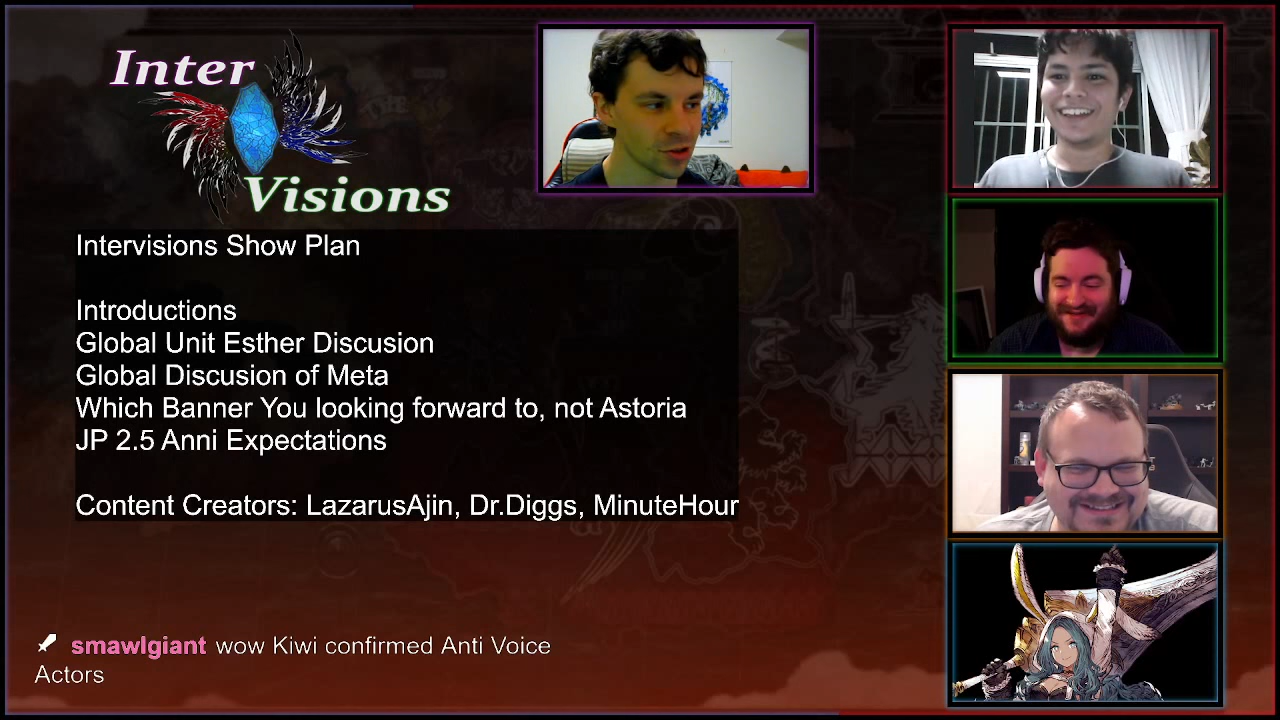 Inter
Visions
Intervisions Show Plan
Introductions
Global Unit Esther Discusion
Global Discusion of Meta
Which Banner You looking forward to, not Astoria
JP 2.5 Anni Expectations
Content Creators: LazarusAjin, Dr.Diggs, MinuteHour
smawlgiant wow Kiwi confirmed Anti Voice
Actors